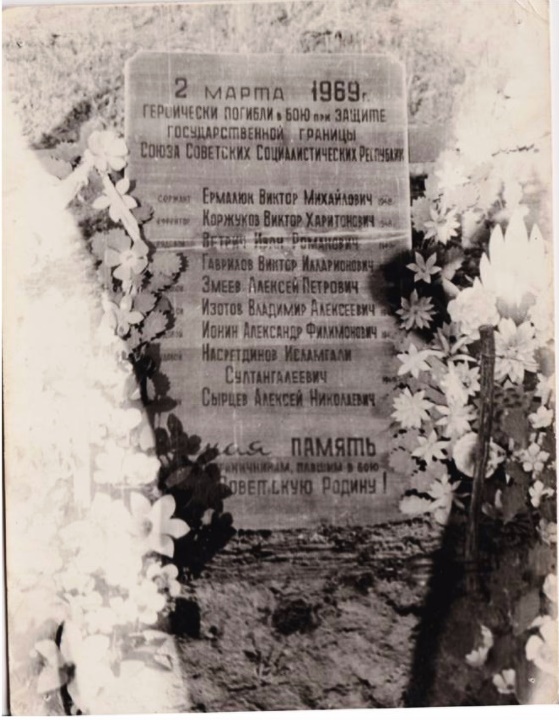 2 МАРТА 1969 г.
ГЕРОИЧЕСКИ ПОГИБЛИ в БОЮ при ЗАЩИТЕ
ГОСУДАРСТВЕННОЙ ГРАНИЦЫ
СОЮЗА СОВЕТСКИХ СОЦИАЛИСТИЧЕСКИХ РЕСПУБЛИК
СЕРЖАНТ ЕРМАЛЮК ВИКТОР МИХАЙЛОВИЧ
ЕФРЕЙТОР КОРЖУКОВ ВИКТОР ХАРИТОНОВИЧ
ВЕТРИЧ ИВАН РОМАНОВИЧ
ГАВРИЛОВ ВИКТОР ИЛЛАРИОНОВИЧ
ЗМЕЕВ АЛЕКСЕЙ ПЕТРОВИЧ
ИЗОТОВ ВЛАДИМИР АЛЕКСЕЕВИЧ
ИОНИН АЛЕКСАНДР ФИЛИМОНОВИЧ
НАСРЕТДИНОВ ИСЛАМГАЛИ
СУЛТАНГАЛЕЕВИЧ
СЫРЦЕВ АЛЕКСЕЙ НИКОЛАЕВИЧ
ПАМЯТЬ
ПАВШИМ В БОЮ
СОВЕТСКУЮ РОДИНУ!